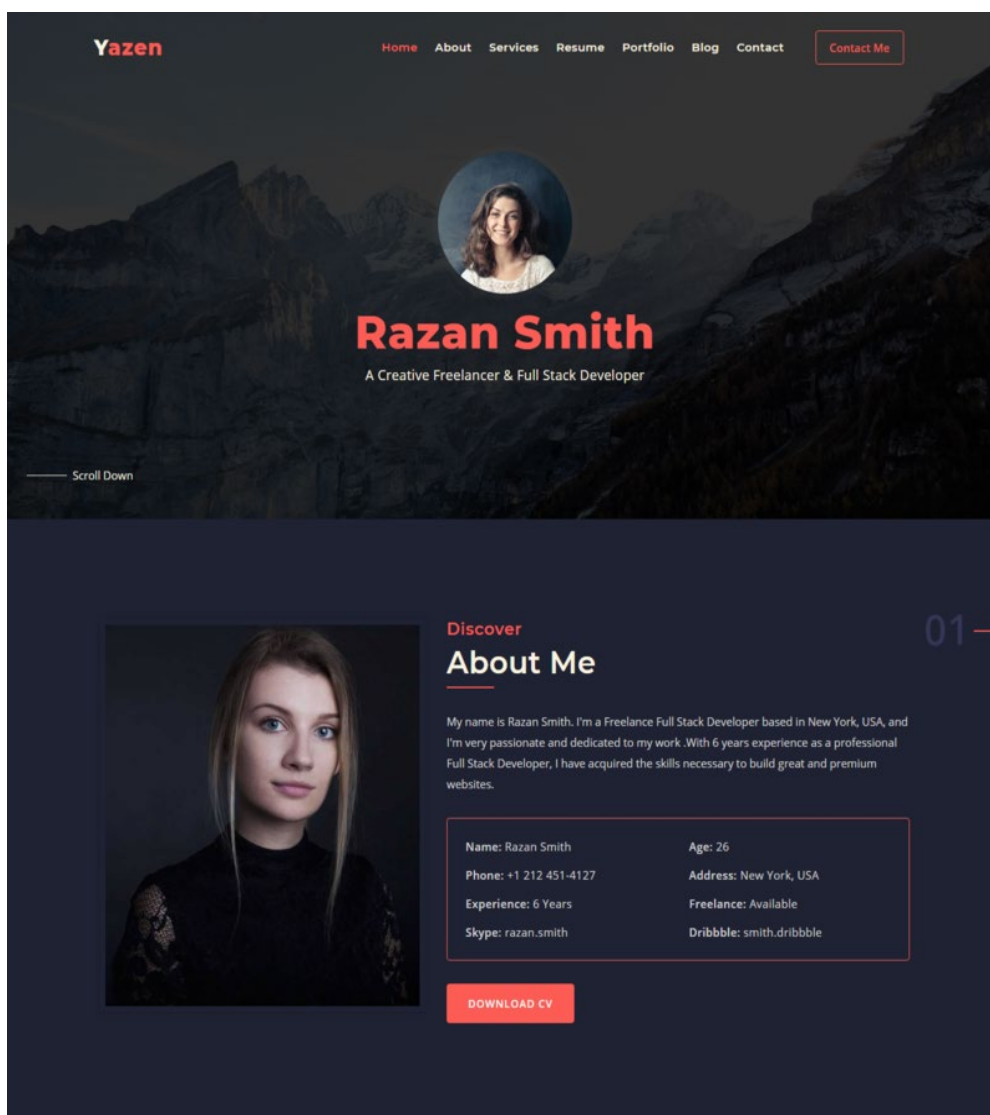 Yazen
Home About Services Resume Portfolio Blog Contact Contact Me
Razan Smith
A Creative Freelancer & Full Stack Developer
Scroll Down
01
Discover
About Me
My name is Razan Smith. I'm a Freelance Full Stack Developer based in New York, USA, and
I'm very passionate and dedicated to my work .With 6 years experience as a professional
Full Stack Developer, I have acquired the skills necessary to build great and premium
websites.
Name: Razan Smith Age: 26
Phone: +1 212 451-4127 Address: New York, USA
Experience: 6 Years Freelance: Available
Skype: razan.smith Dribbble: smith.dribbble
DOWNLOAD CV